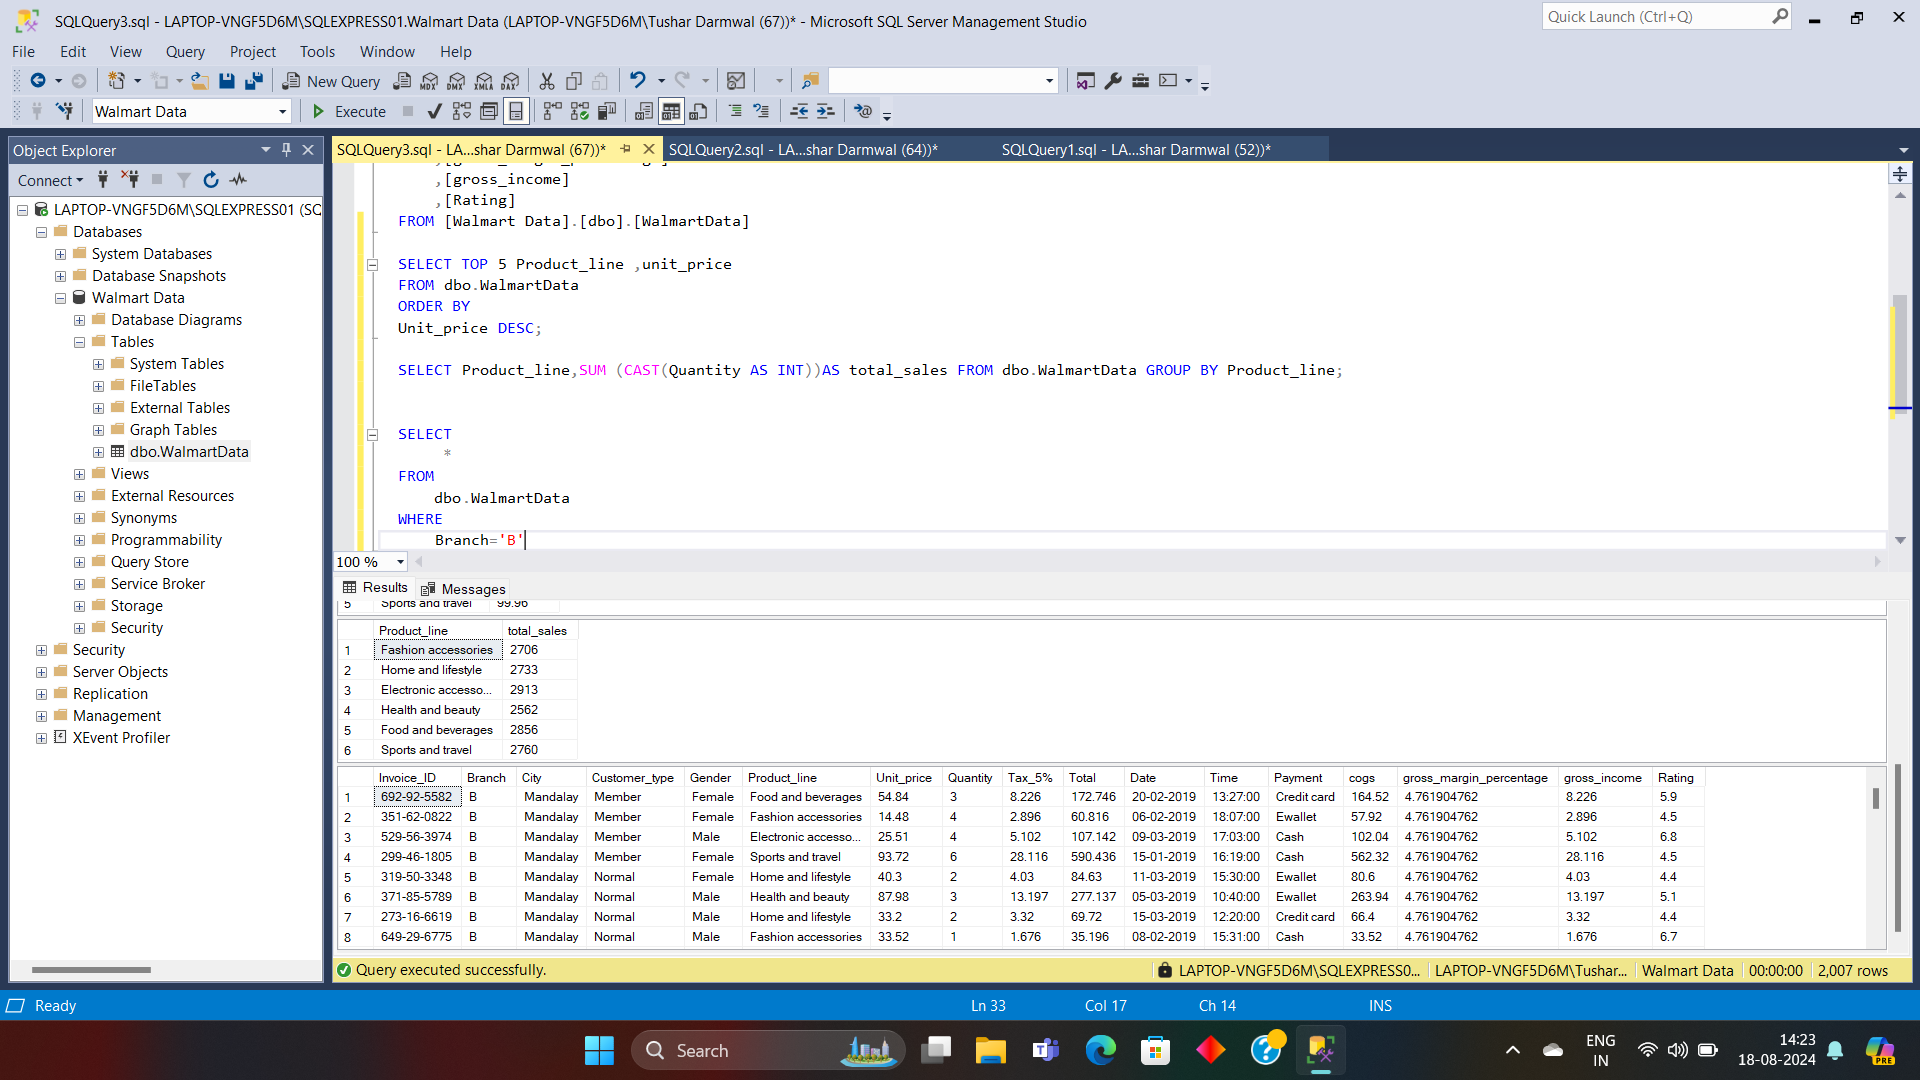 SQLQuery3.sql - LAPTOP-VNGF5D6M\SQLEXPRESS01.Walmart Data (LAPTOP-VNGF5D6M\Tushar Darmwal (67))* - Microsoft SQL Server Management Studio
Quick Launch (Ctrl+Q)
File Edit View Query Project Tools Window Help
New Query MDX DMX XMLA DAX
Walmart Data Execute
Object Explorer
Connect
LAPTOP-VNGF5D6M\SQLEXPRESS01 (SQ
Databases
System Databases
Database Snapshots
Walmart Data
Database Diagrams
Tables
System Tables
FileTables
External Tables
Graph Tables
dbo.WalmartData
Views
External Resources
Synonyms
Programmability
Query Store
Service Broker
Storage
Security
Security
Server Objects
Replication
Management
XEvent Profiler
SQLQuery3.sql - LA...shar Darmwal (67))* SQLQuery2.sql - LA...shar Darmwal (64))* SQLQuery1.sql - LA...shar Darmwal (52))*
,[gross_income]
,[Rating]
FROM [Walmart Data].[dbo].[WalmartData]
SELECT TOP 5 Product_line ,unit_price
FROM dbo.WalmartData
ORDER BY
Unit_price DESC;
SELECT Product_line,SUM (CAST(Quantity AS INT))AS total_sales FROM dbo.WalmartData GROUP BY Product_line;
SELECT
*
FROM
dbo.WalmartData
WHERE
Branch='B'
100 %
Results Messages
5 Sports and travel 99.96
Product_line total_sales
1 Fashion accessories 2706
2 Home and lifestyle 2733
3 Electronic accesso... 2913
4 Health and beauty 2562
5 Food and beverages 2856
6 Sports and travel 2760
Invoice_ID Branch City Customer_type Gender Product_line Unit_price Quantity Tax_5% Total Date Time Payment cogs gross_margin_percentage gross_income Rating
1 692-92-5582 B Mandalay Member Female Food and beverages 54.84 3 8.226 172.746 20-02-2019 13:27:00 Credit card 164.52 4.761904762 8.226 5.9
2 351-62-0822 B Mandalay Member Female Fashion accessories 14.48 4 2.896 60.816 06-02-2019 18:07:00 Ewallet 57.92 4.761904762 2.896 4.5
3 529-56-3974 B Mandalay Member Male Electronic accesso... 25.51 4 5.102 107.142 09-03-2019 17:03:00 Cash 102.04 4.761904762 5.102 6.8
4 299-46-1805 B Mandalay Member Female Sports and travel 93.72 6 28.116 590.436 15-01-2019 16:19:00 Cash 562.32 4.761904762 28.116 4.5
5 319-50-3348 B Mandalay Normal Female Home and lifestyle 40.3 2 4.03 84.63 11-03-2019 15:30:00 Ewallet 80.6 4.761904762 4.03 4.4
6 371-85-5789 B Mandalay Normal Male Health and beauty 87.98 3 13.197 277.137 05-03-2019 10:40:00 Ewallet 263.94 4.761904762 13.197 5.1
7 273-16-6619 B Mandalay Normal Male Home and lifestyle 33.2 2 3.32 69.72 15-03-2019 12:20:00 Credit card 66.4 4.761904762 3.32 4.4
8 649-29-6775 B Mandalay Normal Male Fashion accessories 33.52 1 1.676 35.196 08-02-2019 15:31:00 Cash 33.52 4.761904762 1.676 6.7
Query executed successfully. LAPTOP-VNGF5D6M\SQLEXPRESS0... LAPTOP-VNGF5D6M\Tushar... Walmart Data 00:00:00 2,007 rows
Ready Ln 33 Col 17 Ch 14 INS
Search
ENG
IN
14:23
18-08-2024
PRE